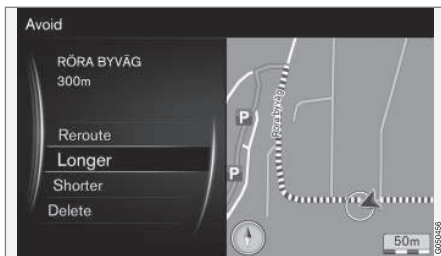 Avoid
RÖRA BYVÄG
300m
Reroute
Longer
Shorter
Delete
P
Röra byväg
P
50m
G050456